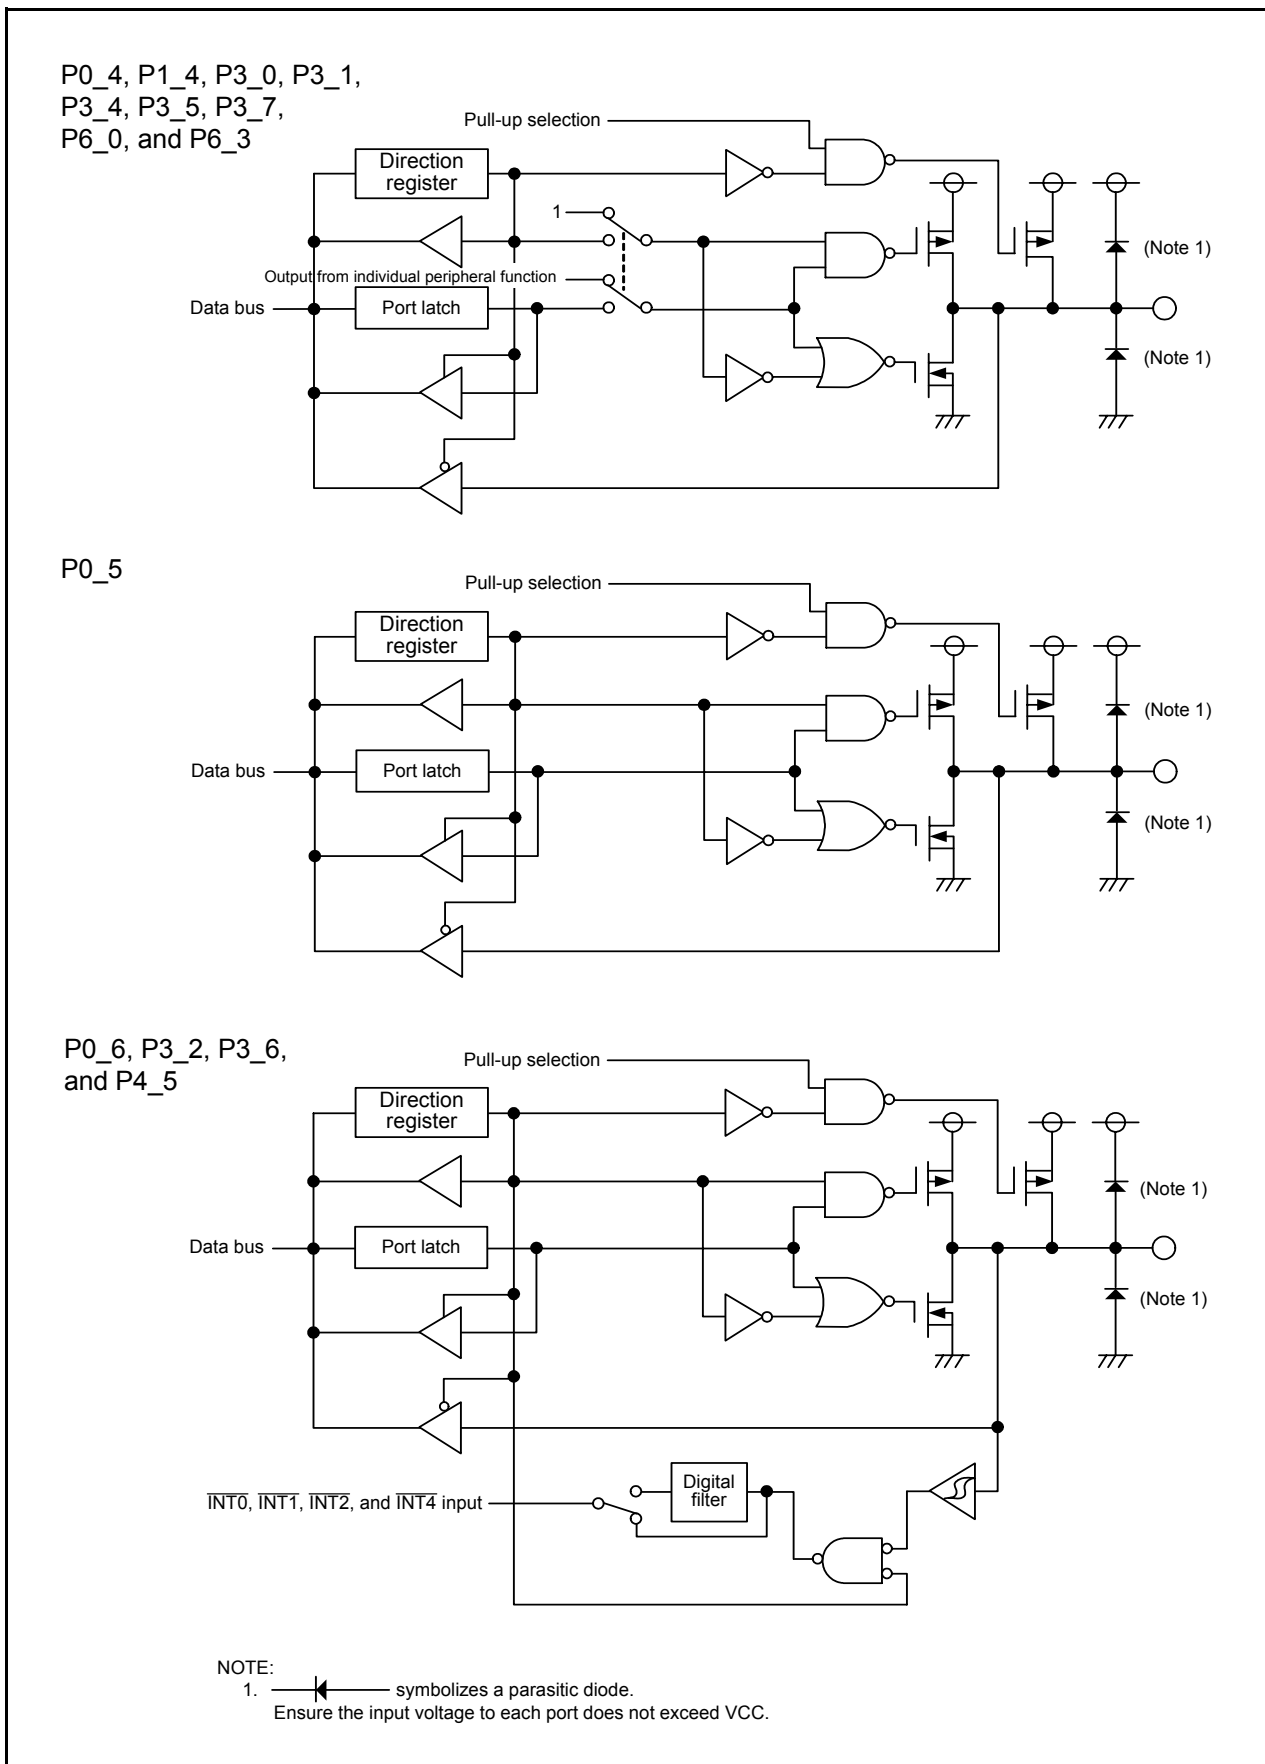 P0_4, P1_4, P3_0, P3_1,
P3_4, P3_5, P3_7,
P6_0, and P6_3
Pull-up selection
Direction
register
1
(Note 1)
Output from individual peripheral function
Data bus
Port latch
(Note 1)
P0_5
Pull-up selection
Direction
register
(Note 1)
Data bus
Port latch
(Note 1)
P0_6, P3_2, P3_6,
and P4_5
Pull-up selection
Direction
register
(Note 1)
Data bus
Port latch
(Note 1)
Digital
filter
INT0, INT1, INT2, and INT4 input
NOTE:
1. symbolizes a parasitic diode.
Ensure the input voltage to each port does not exceed VCC.